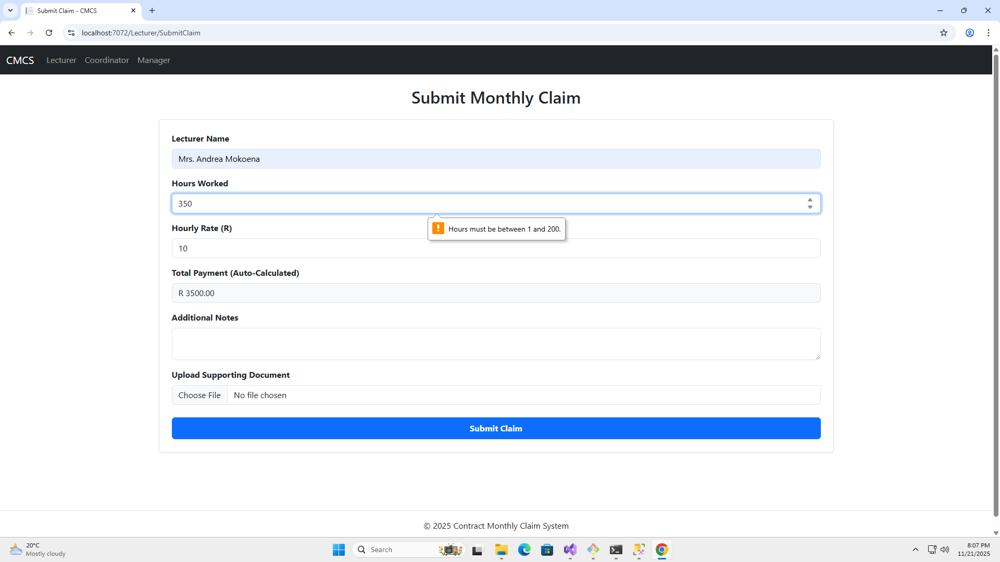 Submit Claim - CMCS
localhost:7072/Lecturer/SubmitClaim
CMCS Lecturer Coordinator Manager
Submit Monthly Claim
Lecturer Name
Mrs. Andrea Mokoena
Hours Worked
350
Hours must be between 1 and 200.
Hourly Rate (R)
10
Total Payment (Auto-Calculated)
R 3500.00
Additional Notes
Upload Supporting Document
Choose File No file chosen
Submit Claim
© 2025 Contract Monthly Claim System
20°C
Mostly cloudy
Search
8:07 PM
11/21/2025